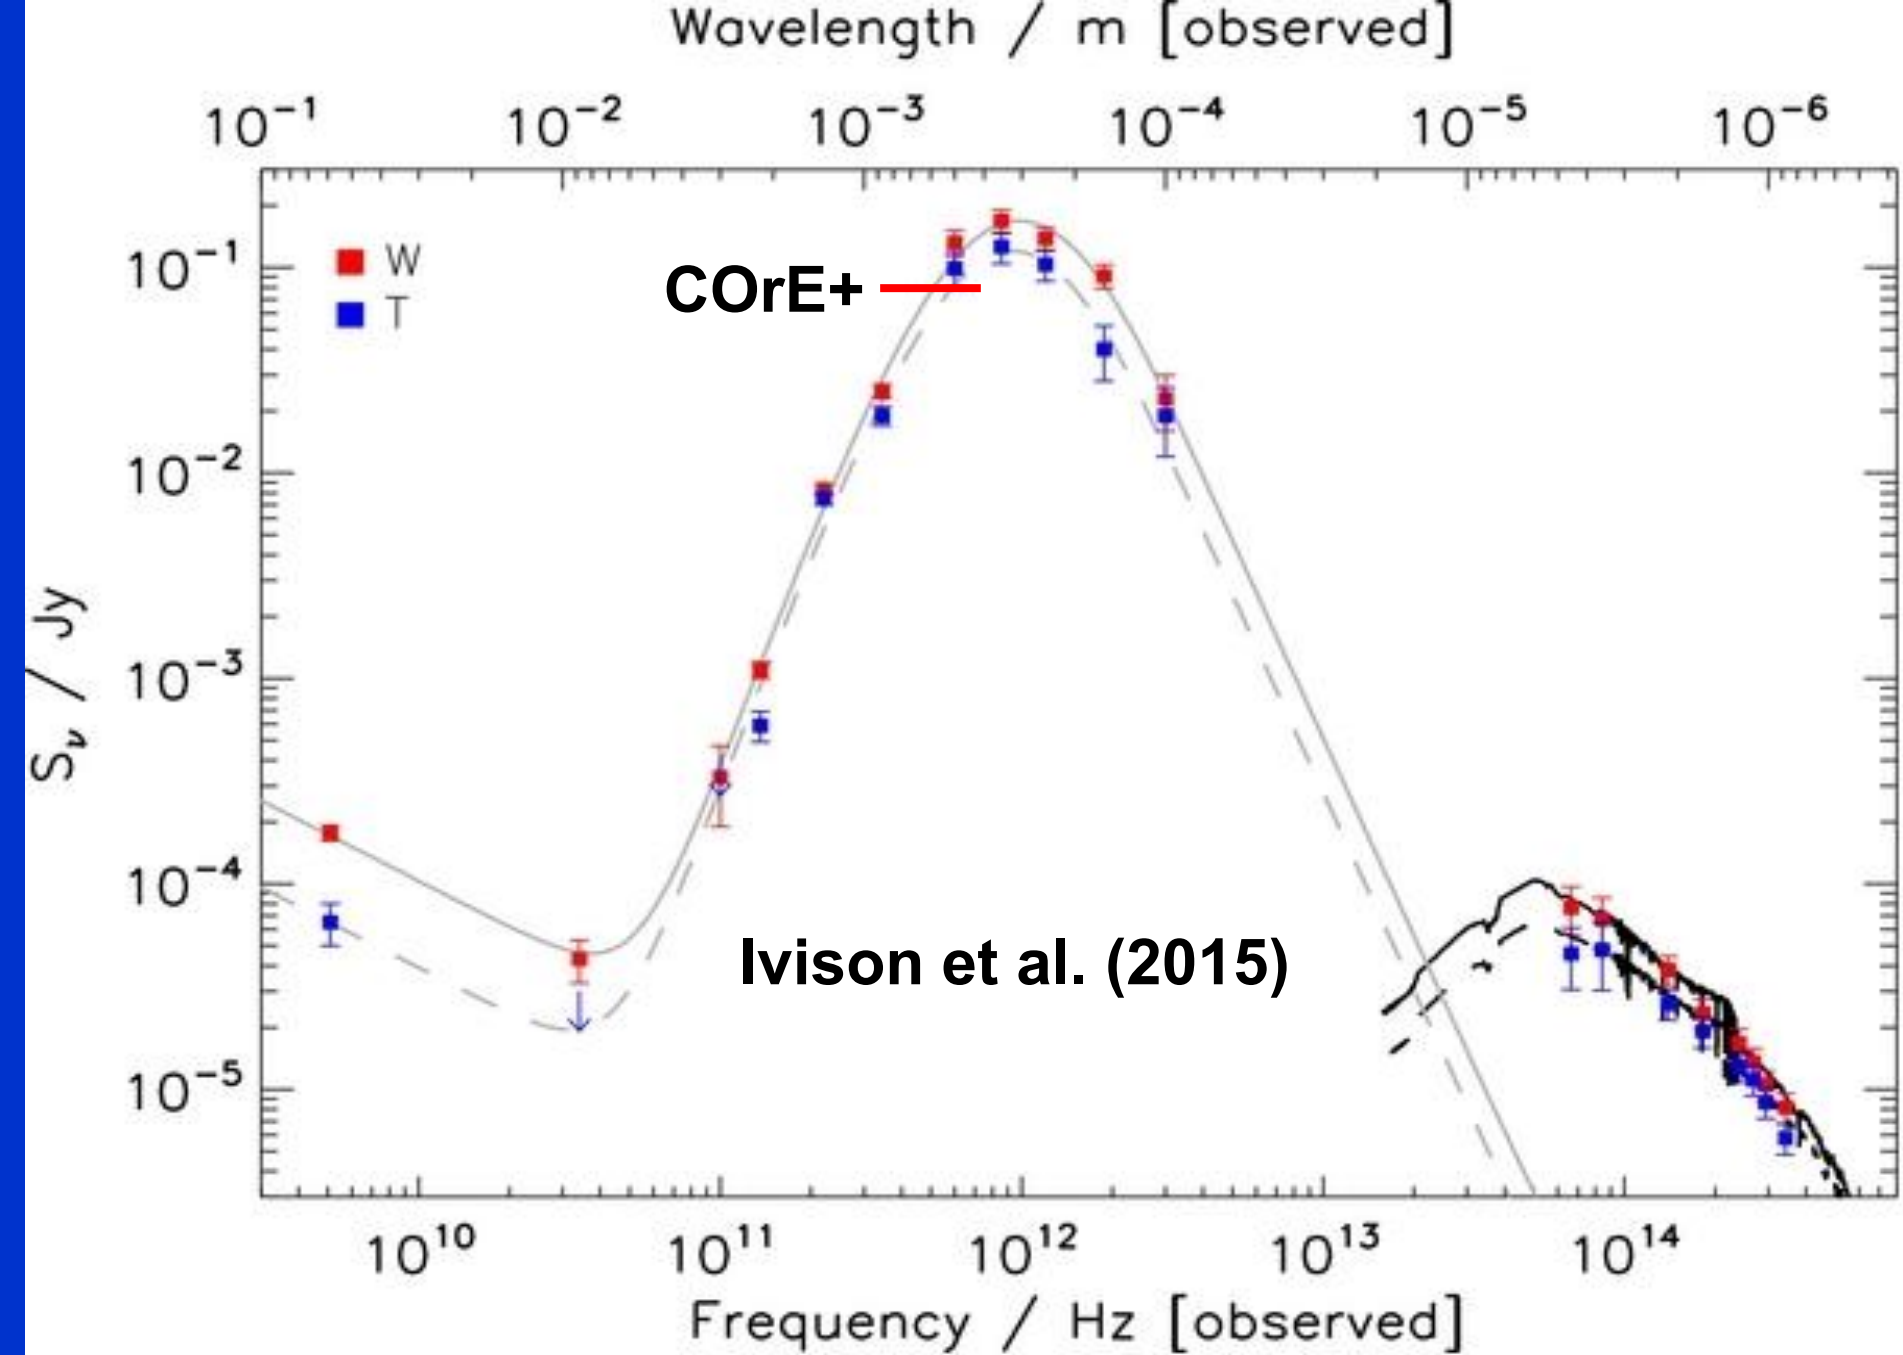 Wavelength / m [observed]
10⁻¹ 10⁻² 10⁻³ 10⁻⁴ 10⁻⁵ 10⁻⁶
W
T
COrE+
10⁻¹
10⁻²
10⁻³
10⁻⁴
10⁻⁵
Sν / Jy
Ivison et al. (2015)
10¹⁰ 10¹¹ 10¹² 10¹³ 10¹⁴
Frequency / Hz [observed]